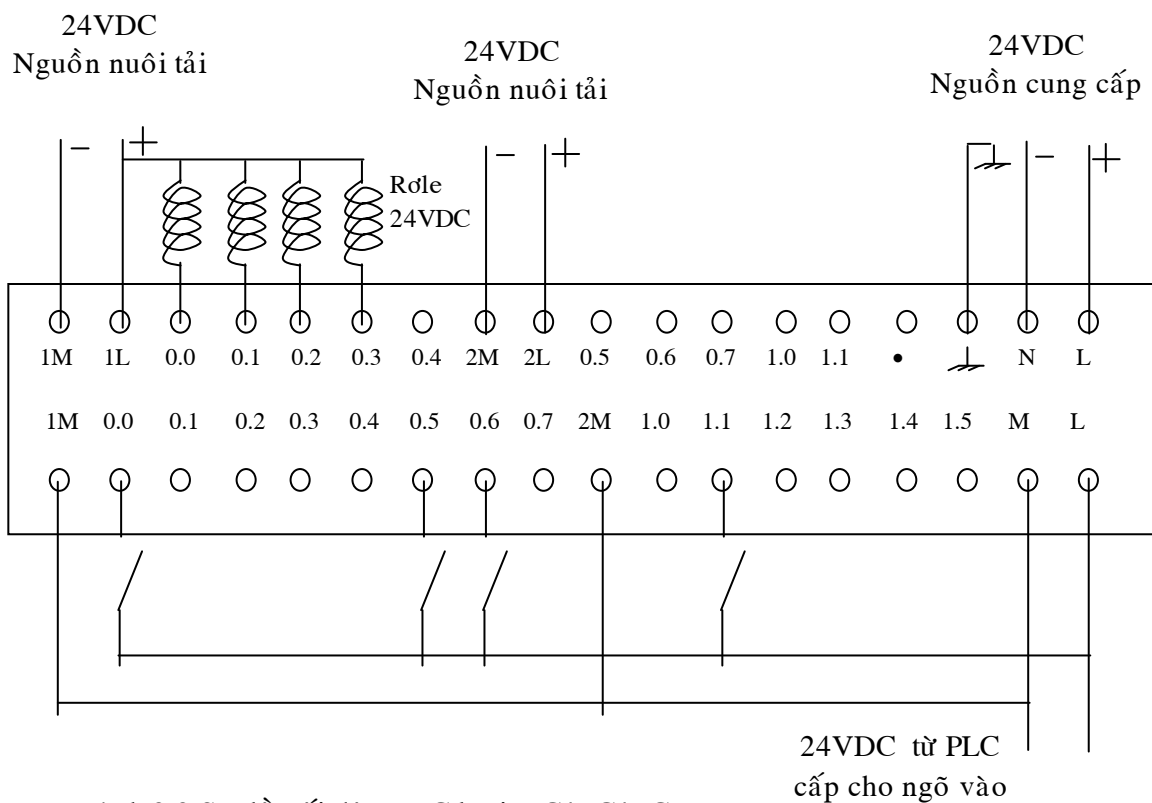 24VDC
Nguồn nuôi tải
24VDC
Nguồn nuôi tải
24VDC
Nguồn cung cấp
− + − + − +
Rơle
24VDC
1M 1L 0.0 0.1 0.2 0.3 0.4 2M 2L 0.5 0.6 0.7 1.0 1.1 • N L
1M 0.0 0.1 0.2 0.3 0.4 0.5 0.6 0.7 2M 1.0 1.1 1.2 1.3 1.4 1.5 M L
24VDC từ PLC
cấp cho ngõ vào